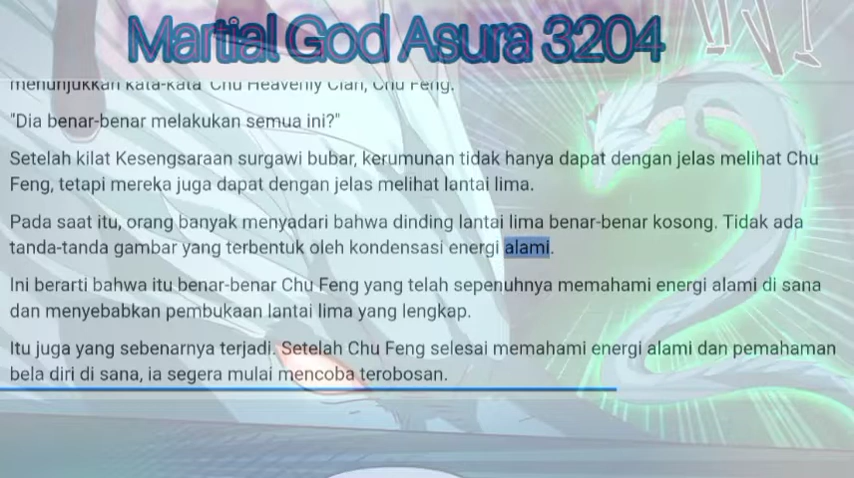 Martial God Asura 3204
menunjukkan kata-kata Chu Heavenly Clan, Chu Feng.
"Dia benar-benar melakukan semua ini?"
Setelah kilat Kesengsaraan surgawi bubar, kerumunan tidak hanya dapat dengan jelas melihat Chu
Feng, tetapi mereka juga dapat dengan jelas melihat lantai lima.
Pada saat itu, orang banyak menyadari bahwa dinding lantai lima benar-benar kosong. Tidak ada
tanda-tanda gambar yang terbentuk oleh kondensasi energi alami.
Ini berarti bahwa itu benar-benar Chu Feng yang telah sepenuhnya memahami energi alami di sana
dan menyebabkan pembukaan lantai lima yang lengkap.
Itu juga yang sebenarnya terjadi. Setelah Chu Feng selesai memahami energi alami dan pemahaman
bela diri di sana, ia segera mulai mencoba terobosan.